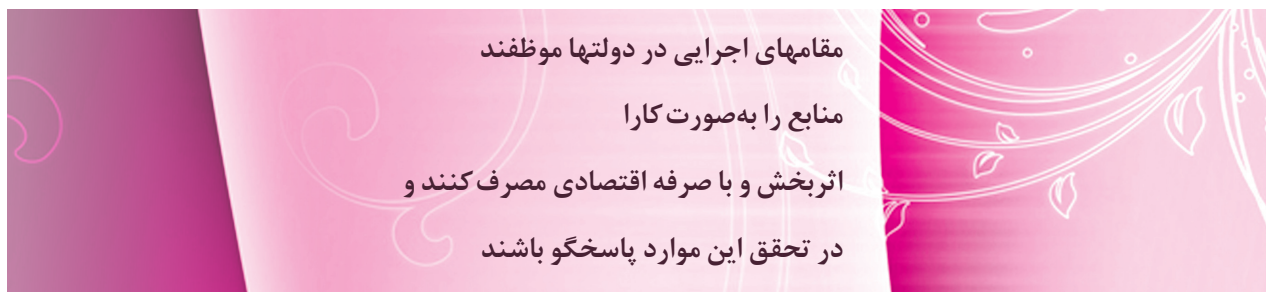 مقامهای اجرایی در دولتها موظفند
منابع را به‌صورت کارا
اثربخش و با صرفه اقتصادی مصرف کنند و
در تحقق این موارد پاسخگو باشند